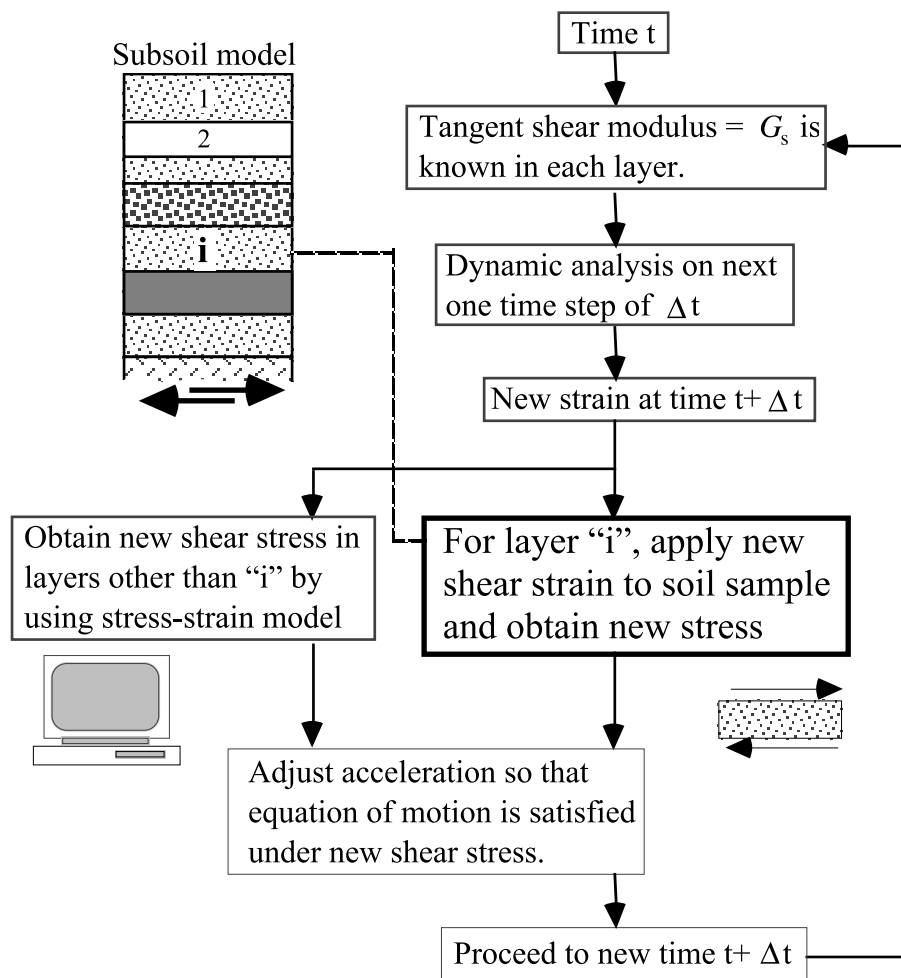 Time t
Subsoil model
1
2
i
Tangent shear modulus = Gs is
known in each layer.
Dynamic analysis on next
one time step of Δt
New strain at time t+ Δt
Obtain new shear stress in
layers other than “i” by
using stress-strain model
For layer “i”, apply new
shear strain to soil sample
and obtain new stress
Adjust acceleration so that
equation of motion is satisfied
under new shear stress.
Proceed to new time t+ Δt